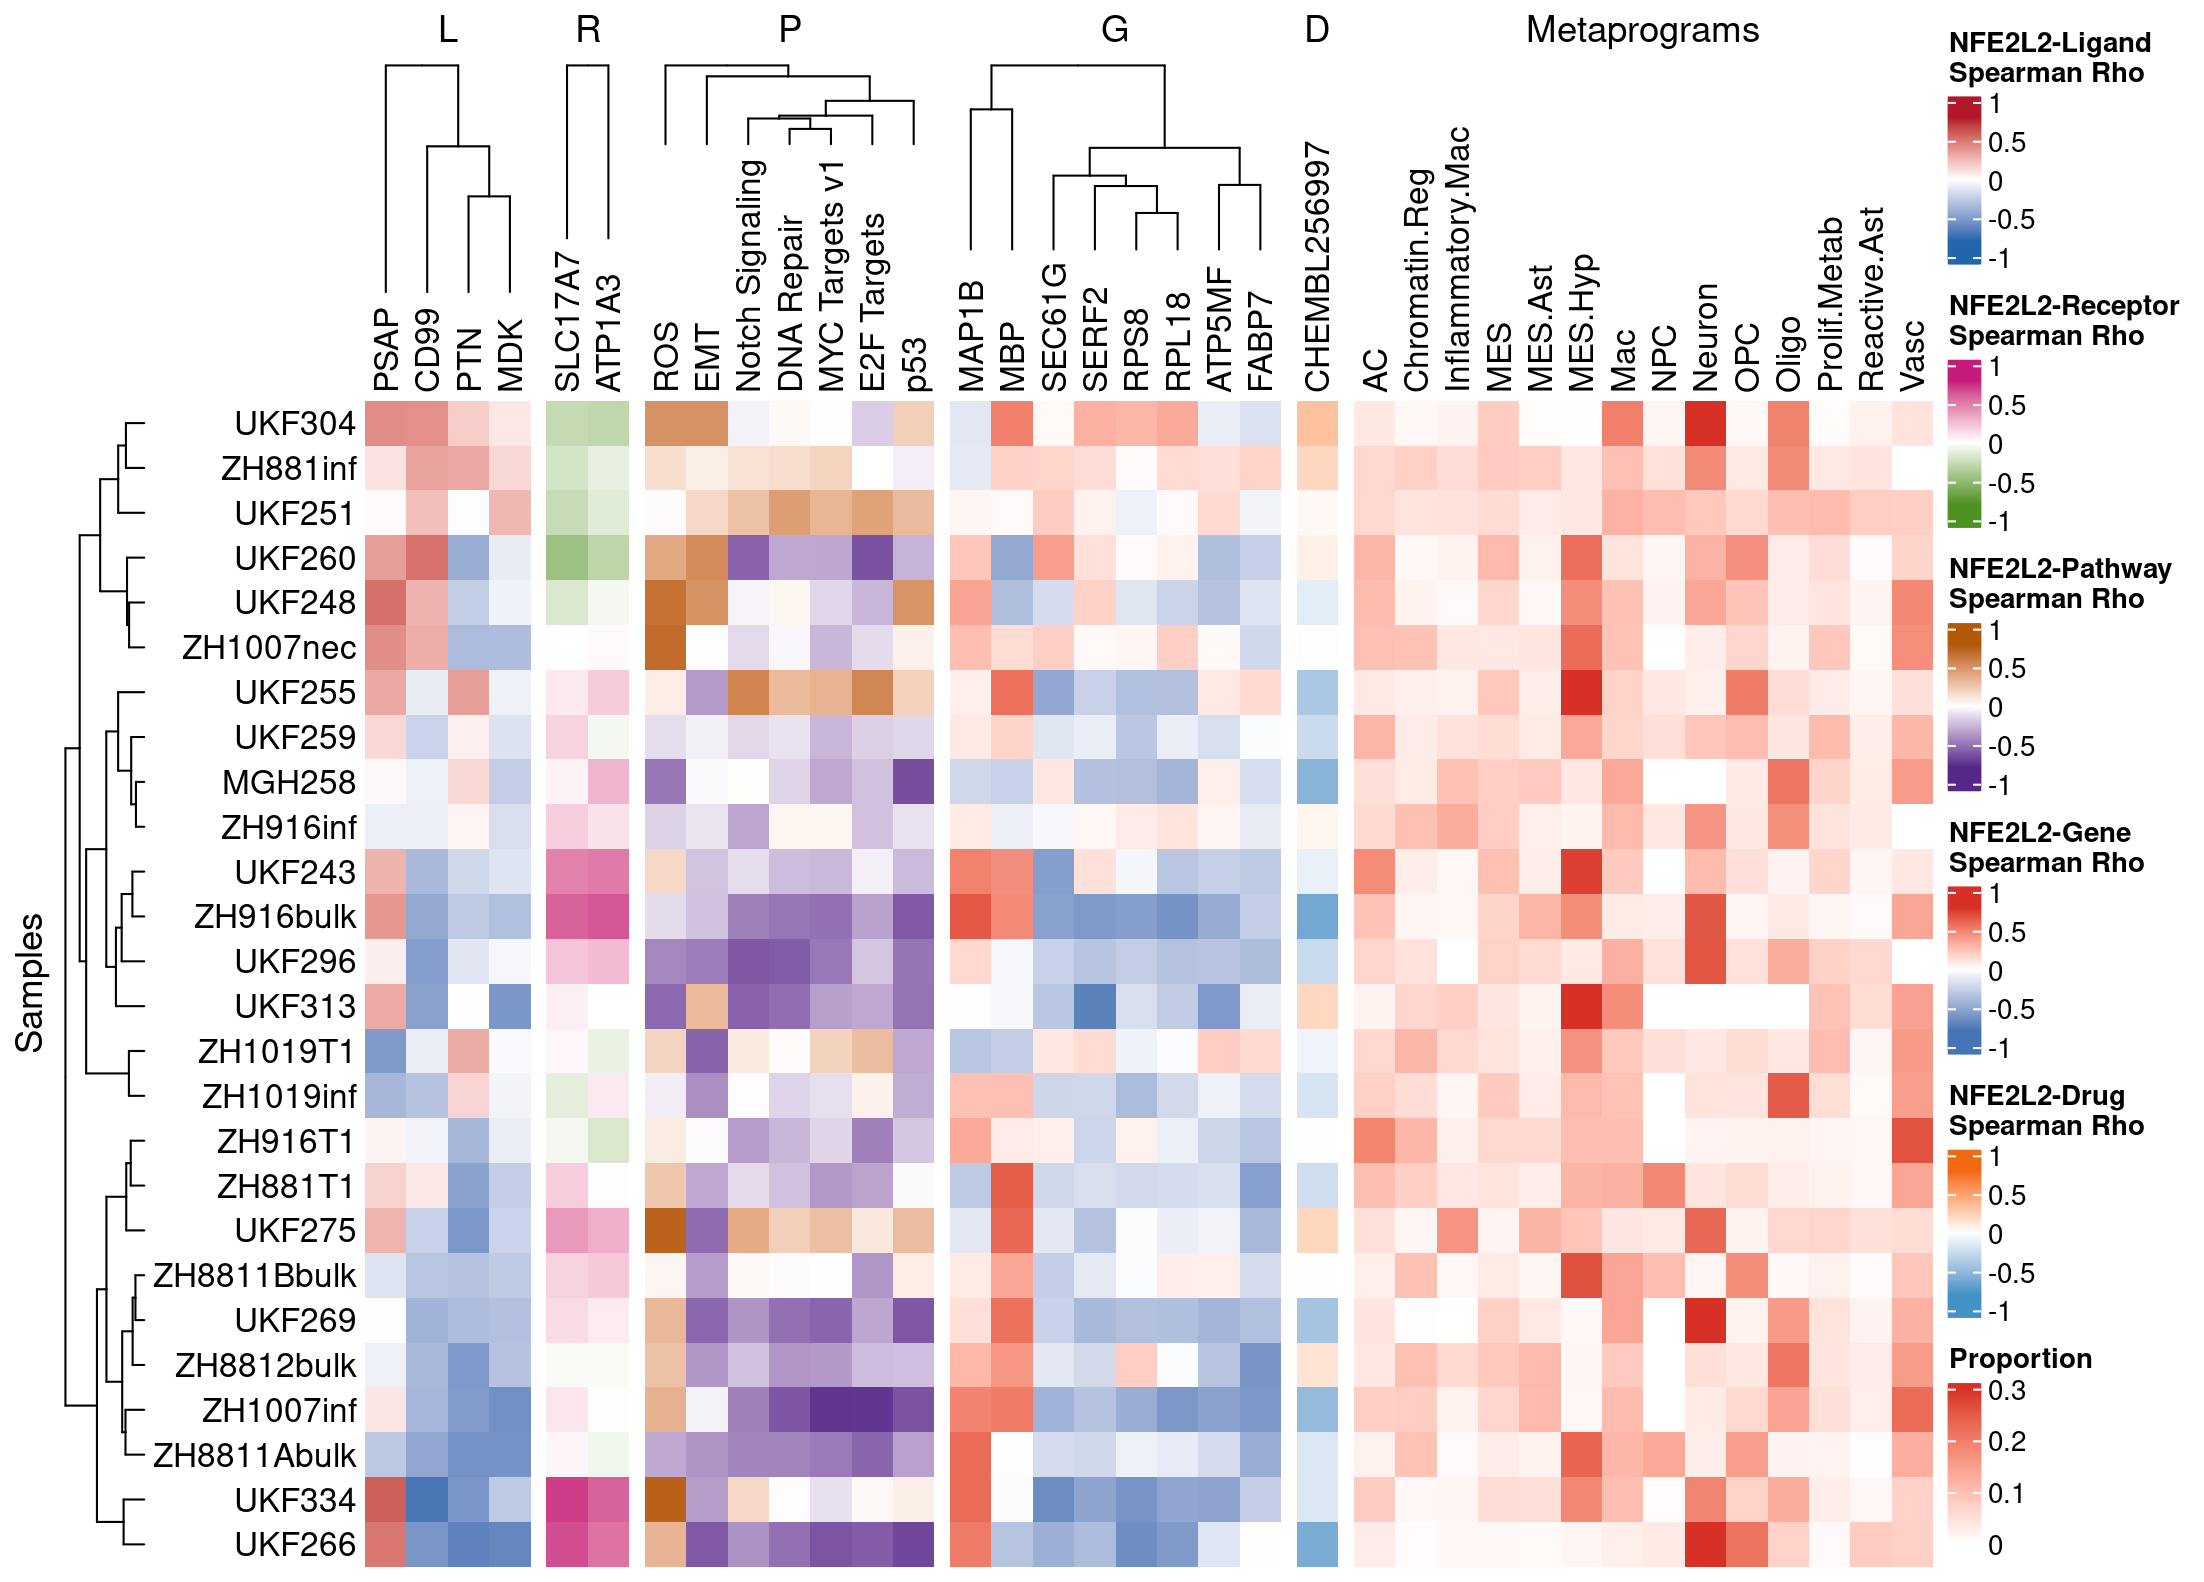 L R P G D Metaprograms
PSAP
CD99
PTN
MDK
SLC17A7
ATP1A3
ROS
EMT
Notch Signaling
DNA Repair
MYC Targets v1
E2F Targets
p53
MAP1B
MBP
SEC61G
SERF2
RPS8
RPL18
ATP5MF
FABP7
CHEMBL256997
AC
Chromatin.Reg
Inflammatory.Mac
MES
MES.Ast
MES.Hyp
Mac
NPC
Neuron
OPC
Oligo
Prolif.Metab
Reactive.Ast
Vasc
Samples
UKF304
ZH881inf
UKF251
UKF260
UKF248
ZH1007nec
UKF255
UKF259
MGH258
ZH916inf
UKF243
ZH916bulk
UKF296
UKF313
ZH1019T1
ZH1019inf
ZH916T1
ZH881T1
UKF275
ZH8811Bbulk
UKF269
ZH8812bulk
ZH1007inf
ZH8811Abulk
UKF334
UKF266
NFE2L2-Ligand
Spearman Rho
1
0.5
0
-0.5
-1
NFE2L2-Receptor
Spearman Rho
1
0.5
0
-0.5
-1
NFE2L2-Pathway
Spearman Rho
1
0.5
0
-0.5
-1
NFE2L2-Gene
Spearman Rho
1
0.5
0
-0.5
-1
NFE2L2-Drug
Spearman Rho
1
0.5
0
-0.5
-1
Proportion
0.3
0.2
0.1
0